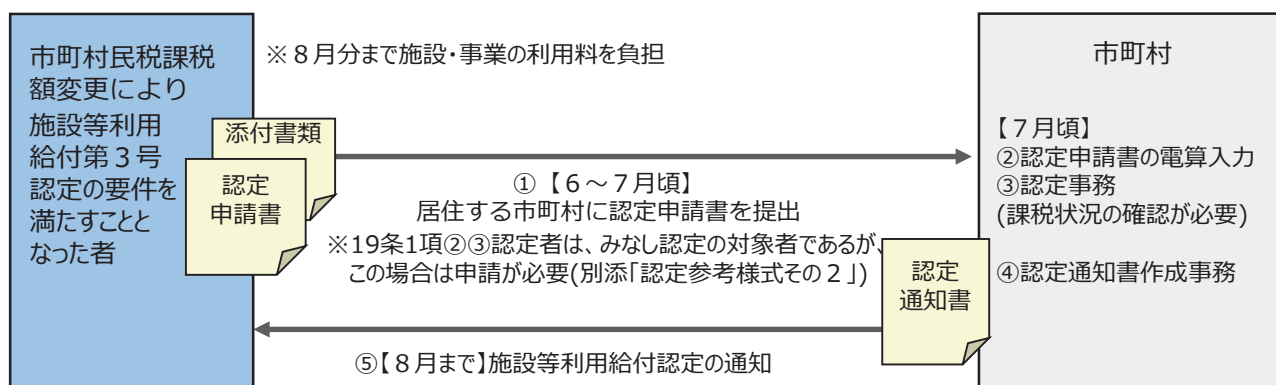 市町村民税課税
額変更により
施設等利用
給付第３号
認定の要件を
満たすことと
なった者
※８月分まで施設・事業の利用料を負担
添付書類
認定
申請書
①【６～７月頃】
居住する市町村に認定申請書を提出
※19条1項②③認定者は、みなし認定の対象者であるが、
この場合は申請が必要(別添「認定参考様式その２」)
認定
通知書
⑤【８月まで】施設等利用給付認定の通知
市町村
【７月頃】
②認定申請書の電算入力
③認定事務
(課税状況の確認が必要)
④認定通知書作成事務